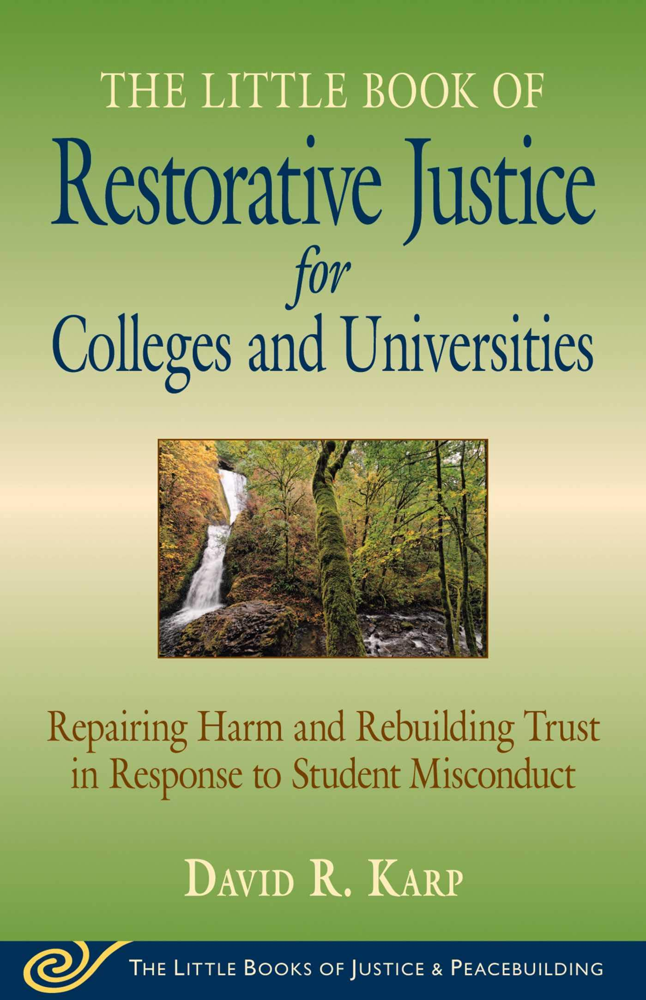 THE LITTLE BOOK OF
Restorative Justice
for
Colleges and Universities
Repairing Harm and Rebuilding Trust
in Response to Student Misconduct
DAVID R. KARP
THE LITTLE BOOKS OF JUSTICE & PEACEBUILDING